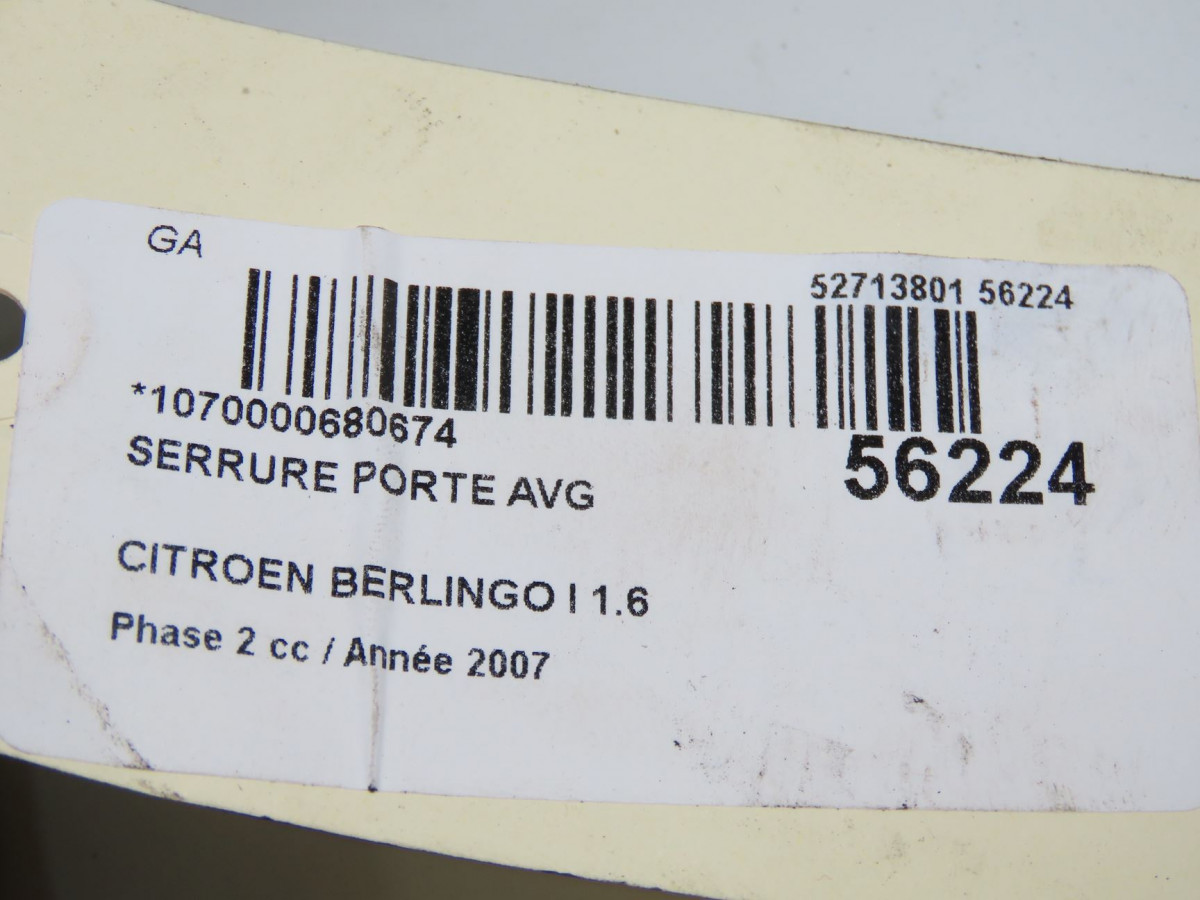 GA
52713801 56224
*1070000680674
56224
SERRURE PORTE AVG
CITROEN BERLINGO I 1.6
Phase 2 cc / Année 2007